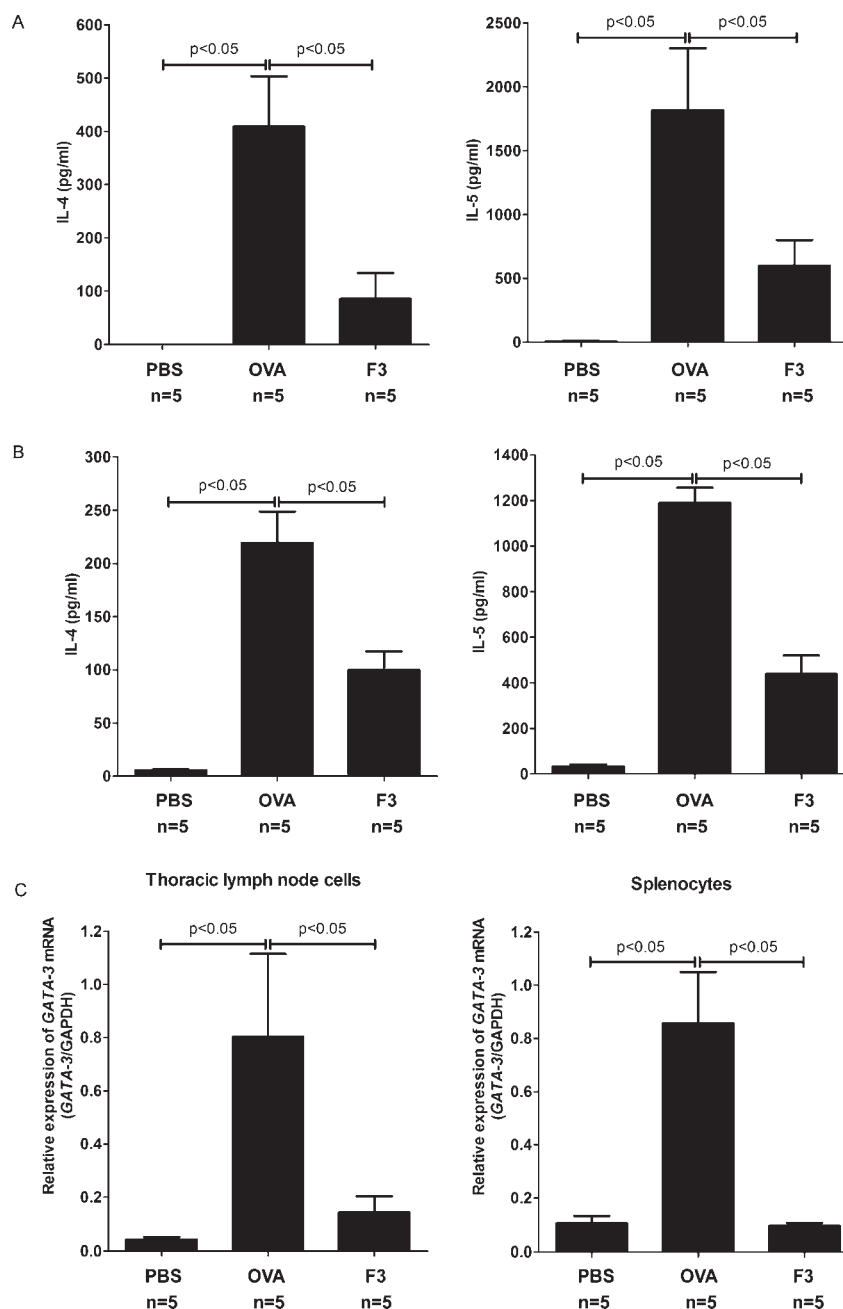 A
p<0.05 p<0.05
600
500
400
300
200
100
0
IL-4 (pg/ml)
PBS OVA F3
n=5 n=5 n=5
p<0.05 p<0.05
2500
2000
1500
1000
500
0
IL-5 (pg/ml)
PBS OVA F3
n=5 n=5 n=5
B
p<0.05 p<0.05
300
250
200
150
100
50
0
IL-4 (pg/ml)
PBS OVA F3
n=5 n=5 n=5
p<0.05 p<0.05
1400
1200
1000
800
600
400
200
0
IL-5 (pg/ml)
PBS OVA F3
n=5 n=5 n=5
C
Thoracic lymph node cells
p<0.05 p<0.05
1.2
1.0
0.8
0.6
0.4
0.2
0.0
Relative expression of GATA-3 mRNA
(GATA-3/GAPDH)
PBS OVA F3
n=5 n=5 n=5
Splenocytes
p<0.05 p<0.05
1.2
1.0
0.8
0.6
0.4
0.2
0.0
Relative expression of GATA-3 mRNA
(GATA-3/GAPDH)
PBS OVA F3
n=5 n=5 n=5